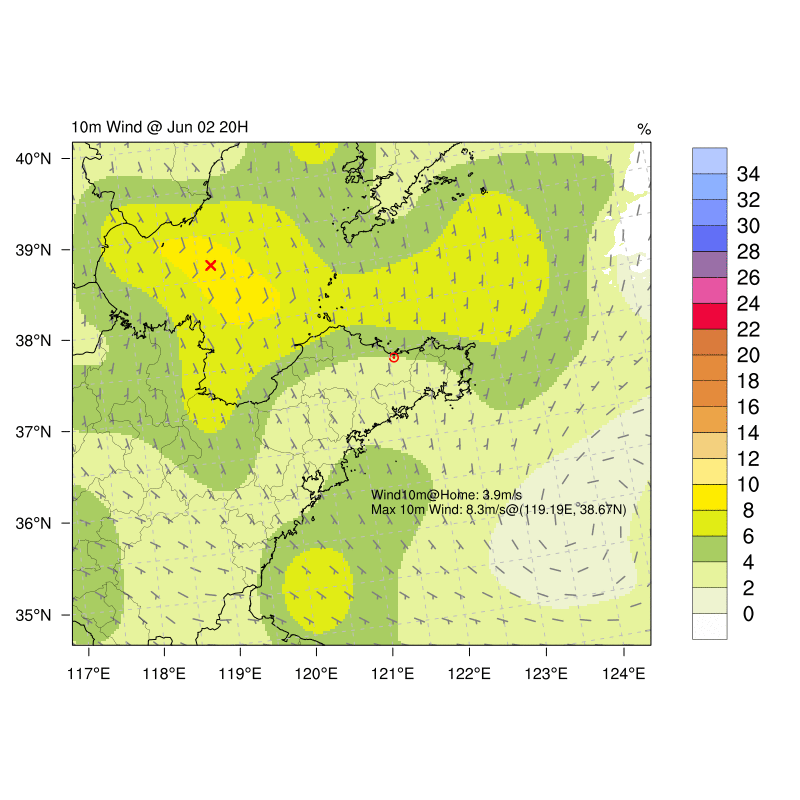 10m Wind @ Jun 02 20H
%
40°N
39°N
38°N
37°N
36°N
35°N
117°E 118°E 119°E 120°E 121°E 122°E 123°E 124°E
Wind10m@Home: 3.9m/s
Max 10m Wind: 8.3m/s@(119.19E, 38.67N)
34
32
30
28
26
24
22
20
18
16
14
12
10
8
6
4
2
0